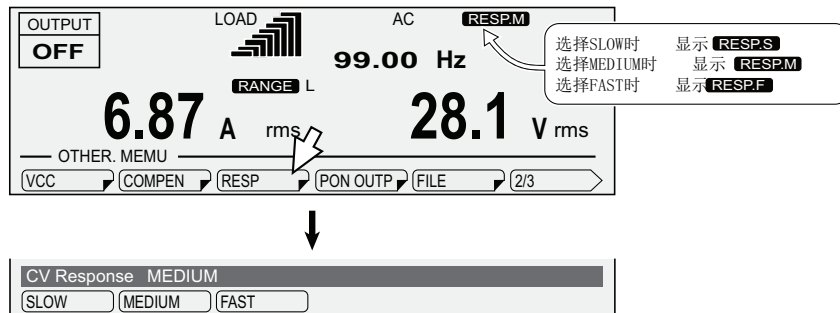 OUTPUT
OFF
LOAD
AC
RESP.M
99.00 Hz
RANGE L
6.87 A rms
28.1 V rms
OTHER. MEMU
VCC
COMPEN
RESP
PON OUTP
FILE
2/3
选择SLOW时 显示 RESP.S
选择MEDIUM时 显示 RESP.M
选择FAST时 显示 RESP.F
CV Response MEDIUM
SLOW
MEDIUM
FAST